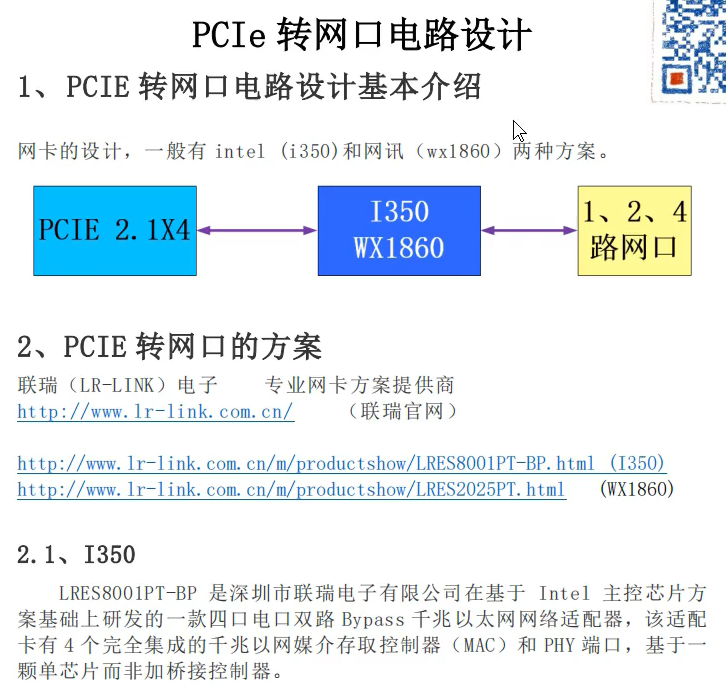 PCIe 转网口电路设计
1、PCIE 转网口电路设计基本介绍
网卡的设计，一般有 intel (i350)和网讯（wx1860）两种方案。
PCIE 2.1X4
I350
WX1860
1、2、4
路网口
2、PCIE 转网口的方案
联瑞（LR-LINK）电子 专业网卡方案提供商
http://www.lr-link.com.cn/ （联瑞官网）
http://www.lr-link.com.cn/m/productshow/LRES8001PT-BP.html (I350)
http://www.lr-link.com.cn/m/productshow/LRES2025PT.html (WX1860)
2.1、I350
LRES8001PT-BP 是深圳市联瑞电子有限公司在基于 Intel 主控芯片方
案基础上研发的一款四口电口双路 Bypass 千兆以太网网络适配器，该适配
卡有 4 个完全集成的千兆以网媒介存取控制器（MAC）和 PHY 端口，基于一
颗单芯片而非加桥接控制器。